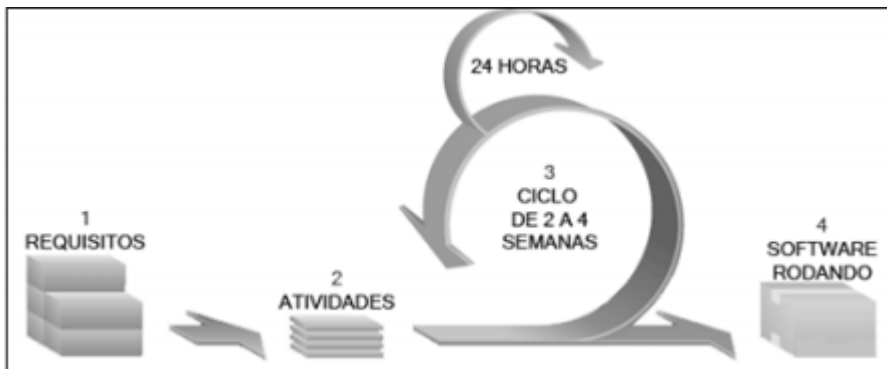 24 HORAS
3
CICLO
DE 2 A 4
SEMANAS
1
REQUISITOS
2
ATIVIDADES
4
SOFTWARE
RODANDO